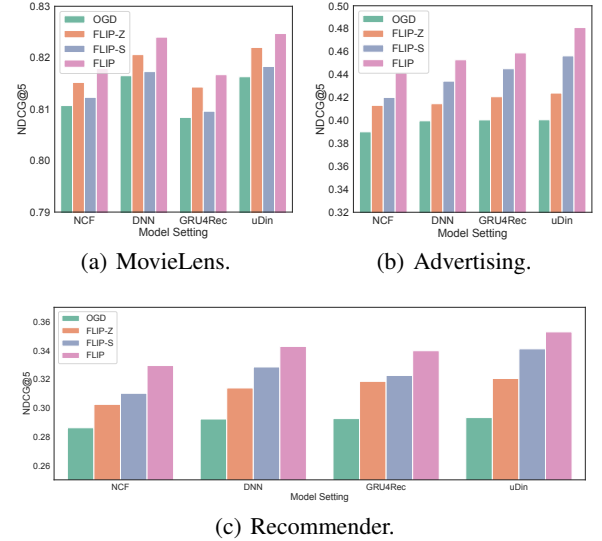 0.83
OGD
FLIP-Z
FLIP-S
FLIP
0.82
NDCG@5
0.81
0.80
0.79
NCF DNN GRU4Rec uDin
Model Setting
(a) MovieLens.
0.50
OGD
FLIP-Z
FLIP-S
FLIP
0.48
0.46
0.44
NDCG@5
0.42
0.40
0.38
0.36
0.34
0.32
NCF DNN GRU4Rec uDin
Model Setting
(b) Advertising.
0.36
OGD
FLIP-Z
FLIP-S
FLIP
0.34
0.32
NDCG@5
0.30
0.28
0.26
NCF DNN GRU4Rec uDin
Model Setting
(c) Recommender.